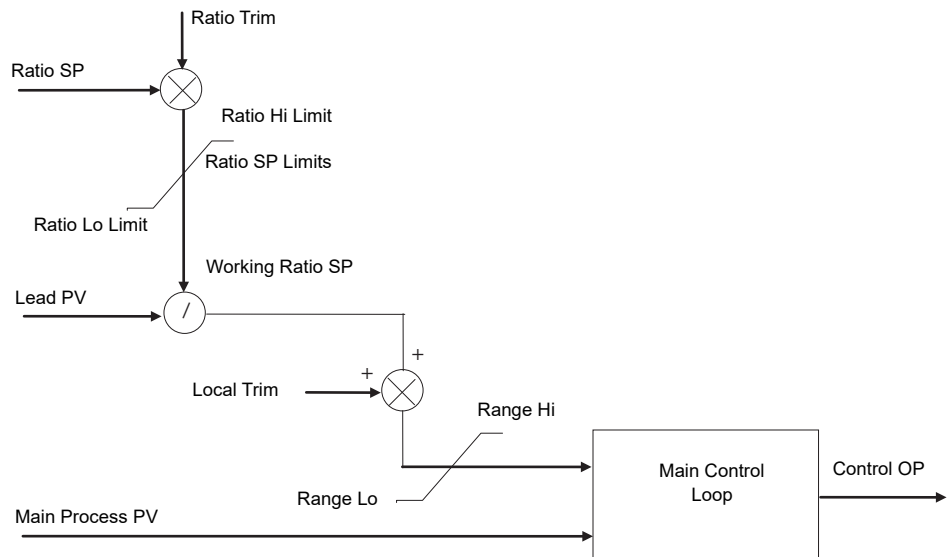 Ratio Trim
Ratio SP
Ratio Hi Limit
Ratio SP Limits
Ratio Lo Limit
Working Ratio SP
Lead PV
/
+
+
Local Trim
Range Hi
Main Control
Loop
Control OP
Range Lo
Main Process PV